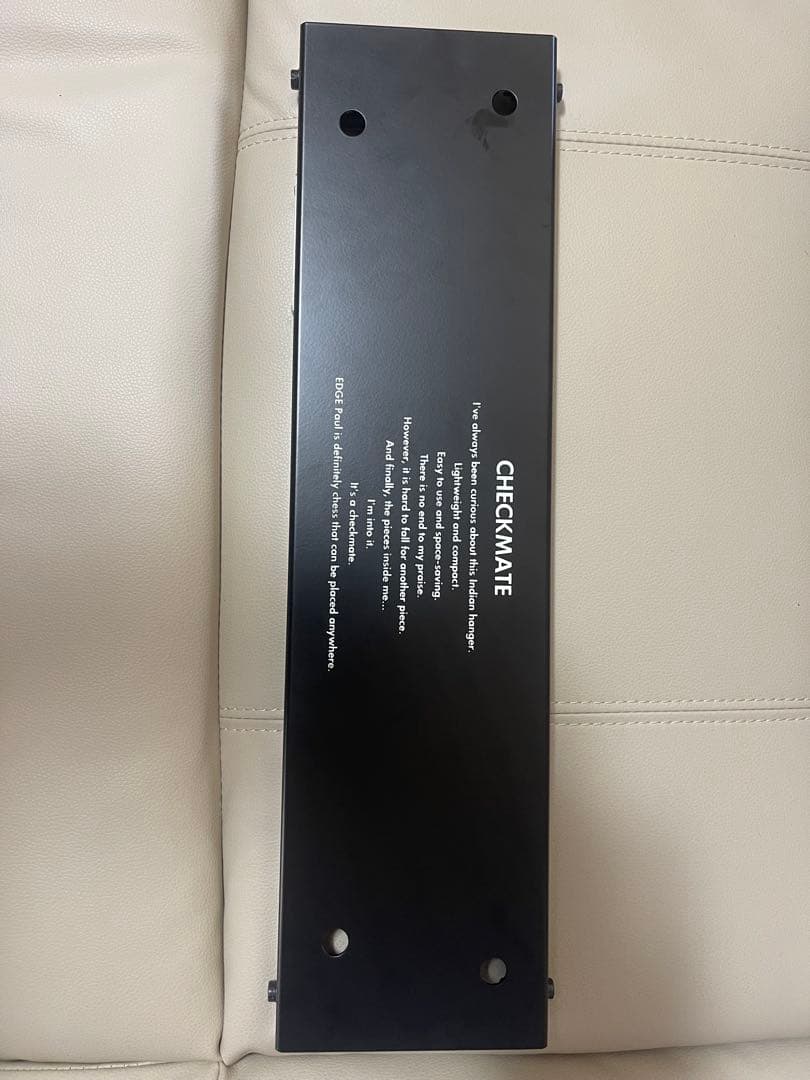 CHECKMATE
I've always been curious about this Indian hanger.
Lightweight and compact.
Easy to use and space-saving.
There is no end to my praise.
However, it is hard to fall for another piece.
And finally, the pieces inside me...
I'm into it.
It's a checkmate.
EDGE Paul is definitely chess that can be placed anywhere.